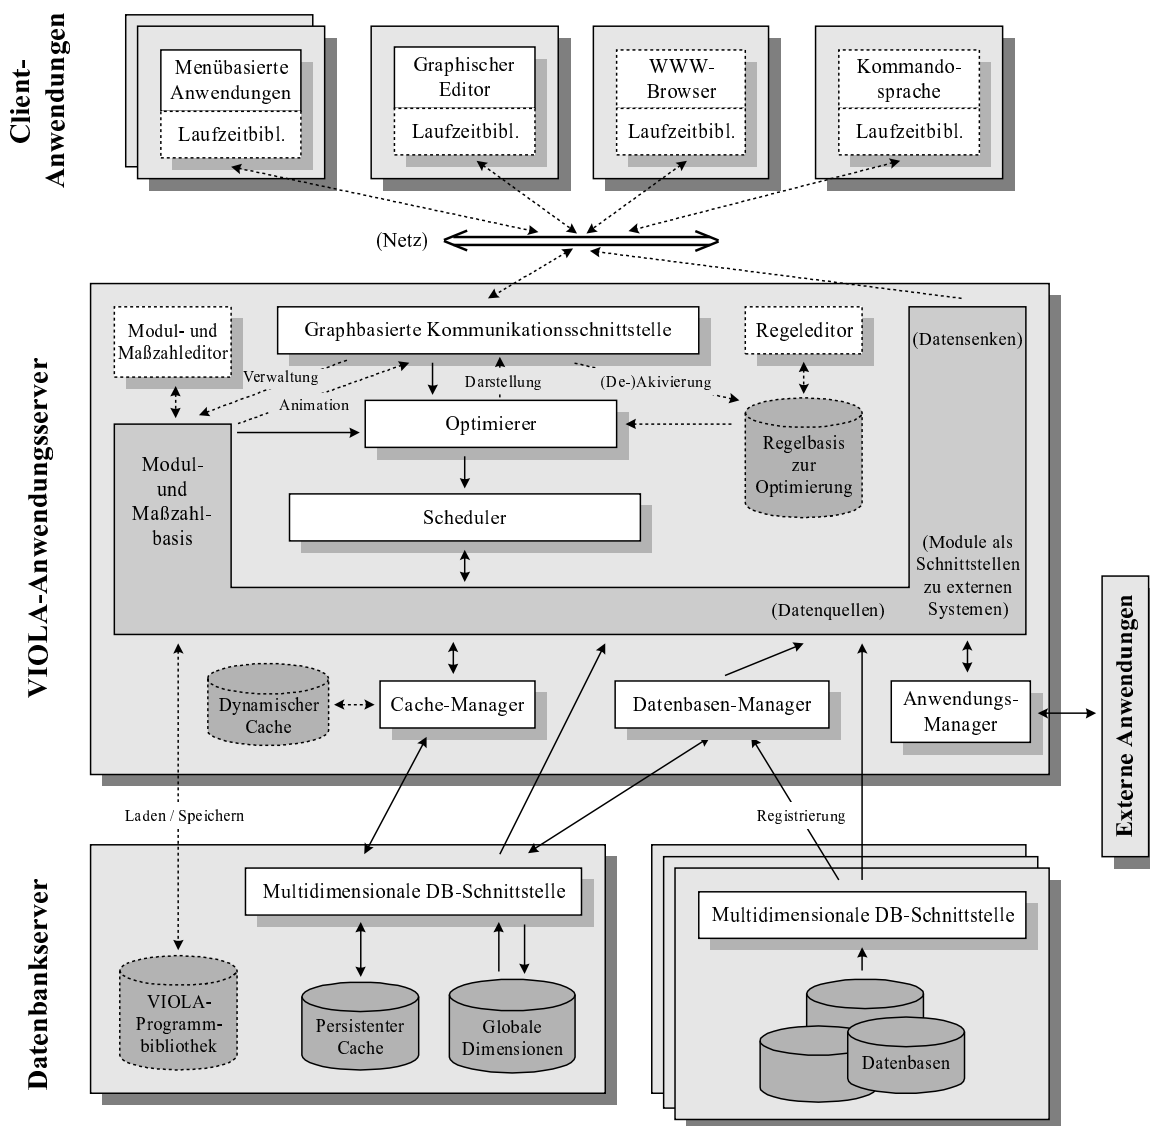 Client-
Anwendungen
Menübasierte
Anwendungen
Laufzeitbibl.
Graphischer
Editor
Laufzeitbibl.
WWW-
Browser
Laufzeitbibl.
Kommando-
sprache
Laufzeitbibl.
(Netz)
VIOLA-Anwendungsserver
Modul- und
Maßzahleditor
Graphbasierte Kommunikationsschnittstelle
Regeleditor
(Datensenken)
Verwaltung
Animation
Darstellung
(De-)Akivierung
Optimierer
Regelbasis
zur
Optimierung
Modul-
und
Maßzahl-
basis
Scheduler
(Module als
Schnittstellen
zu externen
Systemen)
(Datenquellen)
Dynamischer
Cache
Cache-Manager
Datenbasen-Manager
Anwendungs-
Manager
Externe Anwendungen
Laden / Speichern
Registrierung
Datenbankserver
Multidimensionale DB-Schnittstelle
VIOLA-
Programm-
bibliothek
Persistenter
Cache
Globale
Dimensionen
Multidimensionale DB-Schnittstelle
Datenbasen